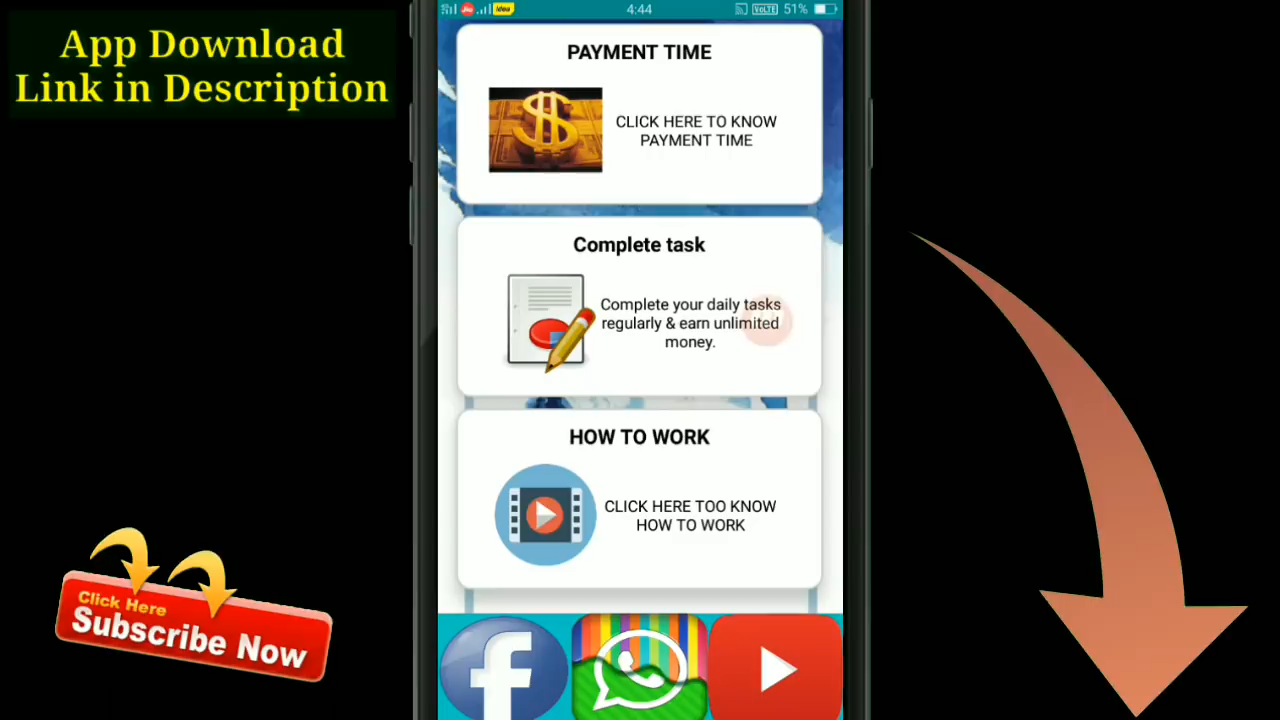 App Download
Link in Description
idea
4:44
VoLTE
51%
PAYMENT TIME
CLICK HERE TO KNOW
PAYMENT TIME
Complete task
Complete your daily tasks
regularly & earn unlimited
money.
HOW TO WORK
CLICK HERE TOO KNOW
HOW TO WORK
Click Here
Subscribe Now